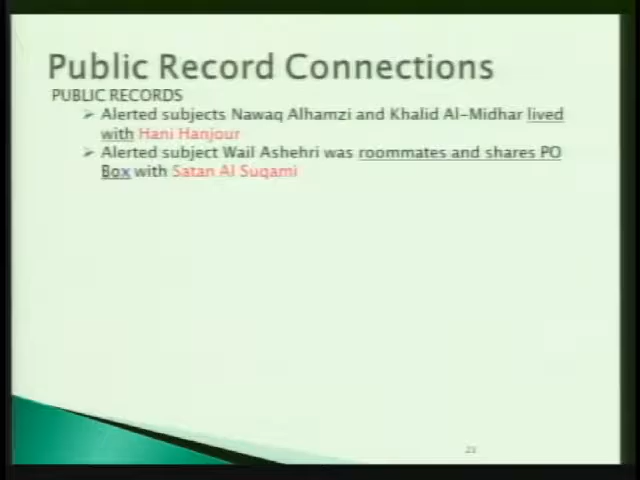 Public Record Connections
PUBLIC RECORDS
➢ Alerted subjects Nawaq Alhamzi and Khalid Al-Midhar lived
with Hani Hanjour
➢ Alerted subject Wail Ashehri was roommates and shares PO
Box with Satan Al Suqami
23